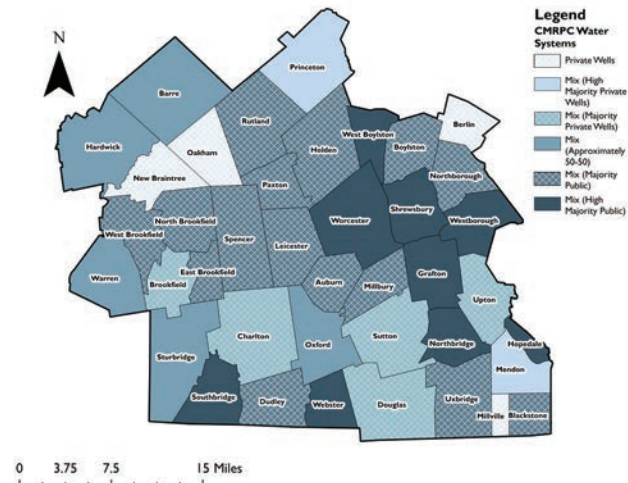 N
Legend
CMRPC Water
Systems
Private Wells
Mix (High
Majority Private
Wells)
Mix (Majority
Private Wells)
Mix
(Approximately
50-50)
Mix (Majority
Public)
Mix (High
Majority Public)
Princeton
Barre
Rutland
Hardwick
Oakham
Holden
West Boylston
Boylston
Berlin
New Braintree
Northborough
Paxton
Worcester
Shrewsbury
Westborough
North Brookfield
West Brookfield
Spencer
Leicester
East Brookfield
Warren
Brookfield
Auburn
Millbury
Grafton
Upton
Charlton
Sturbridge
Oxford
Sutton
Northbridge
Hopedale
Mendon
Southbridge
Dudley
Webster
Douglas
Uxbridge
Millville
Blackstone
0 3.75 7.5 15 Miles